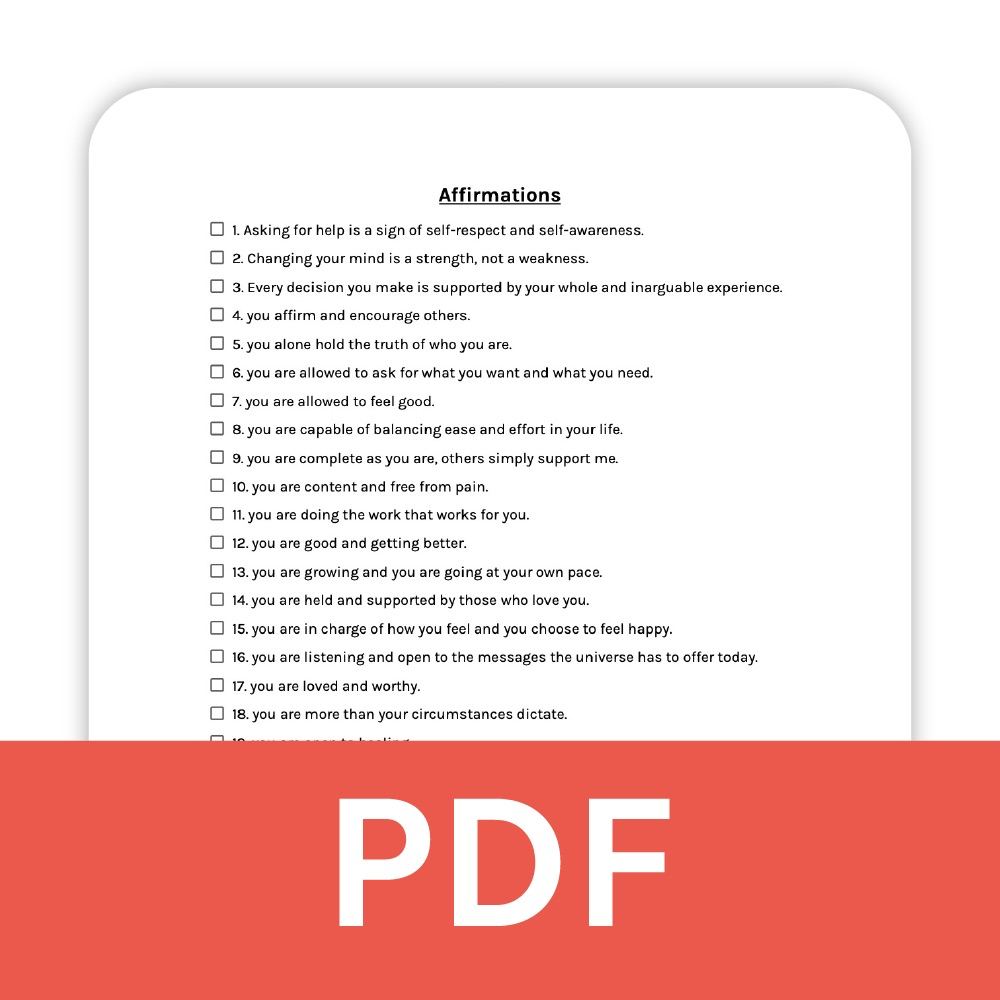 Affirmations
1. Asking for help is a sign of self-respect and self-awareness.
2. Changing your mind is a strength, not a weakness.
3. Every decision you make is supported by your whole and inarguable experience.
4. you affirm and encourage others.
5. you alone hold the truth of who you are.
6. you are allowed to ask for what you want and what you need.
7. you are allowed to feel good.
8. you are capable of balancing ease and effort in your life.
9. you are complete as you are, others simply support me.
10. you are content and free from pain.
11. you are doing the work that works for you.
12. you are good and getting better.
13. you are growing and you are going at your own pace.
14. you are held and supported by those who love you.
15. you are in charge of how you feel and you choose to feel happy.
16. you are listening and open to the messages the universe has to offer today.
17. you are loved and worthy.
18. you are more than your circumstances dictate.
19. you are open to healing.
PDF